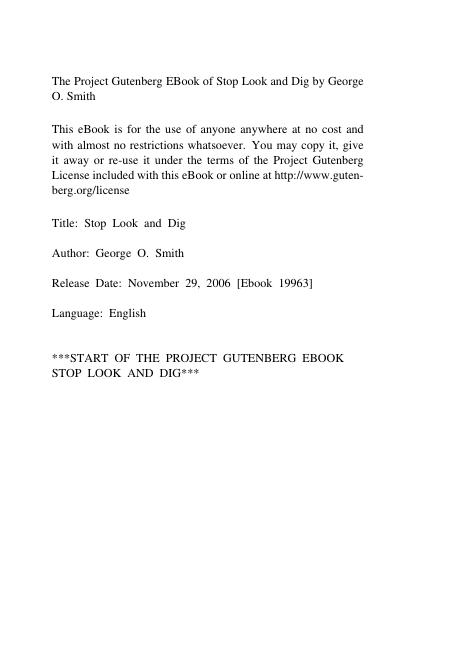 The Project Gutenberg EBook of Stop Look and Dig by George
O. Smith
This eBook is for the use of anyone anywhere at no cost and
with almost no restrictions whatsoever. You may copy it, give
it away or re-use it under the terms of the Project Gutenberg
License included with this eBook or online at http://www.guten-
berg.org/license
Title: Stop Look and Dig
Author: George O. Smith
Release Date: November 29, 2006 [Ebook 19963]
Language: English
***START OF THE PROJECT GUTENBERG EBOOK
STOP LOOK AND DIG***